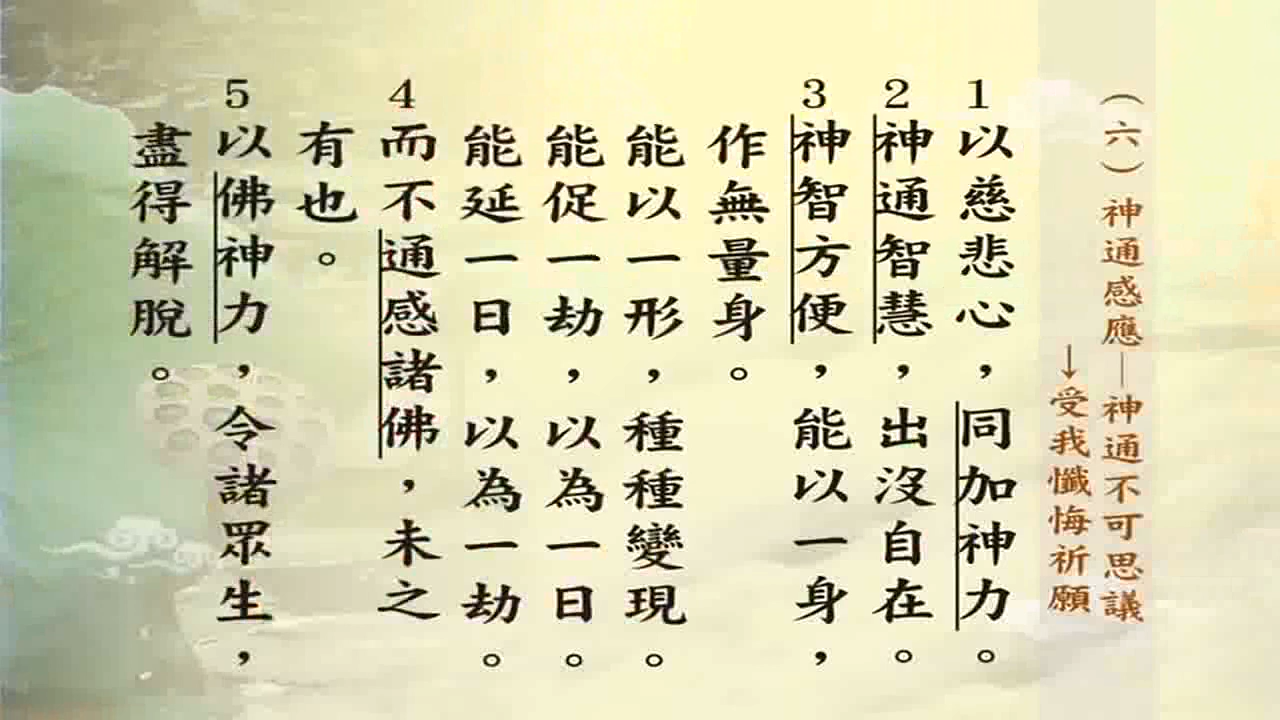 （六）神通感應—神通不可思議
→受我懺悔祈願
1以慈悲心，同加神力。
2神通智慧，出沒自在。
3神智方便，能以一身，
作無量身。
能以一形，種種變現。
能促一劫，以為一日。
能延一日，以為一劫。
4而不通感諸佛，未之
有也。
5以佛神力，令諸眾生，
盡得解脫。